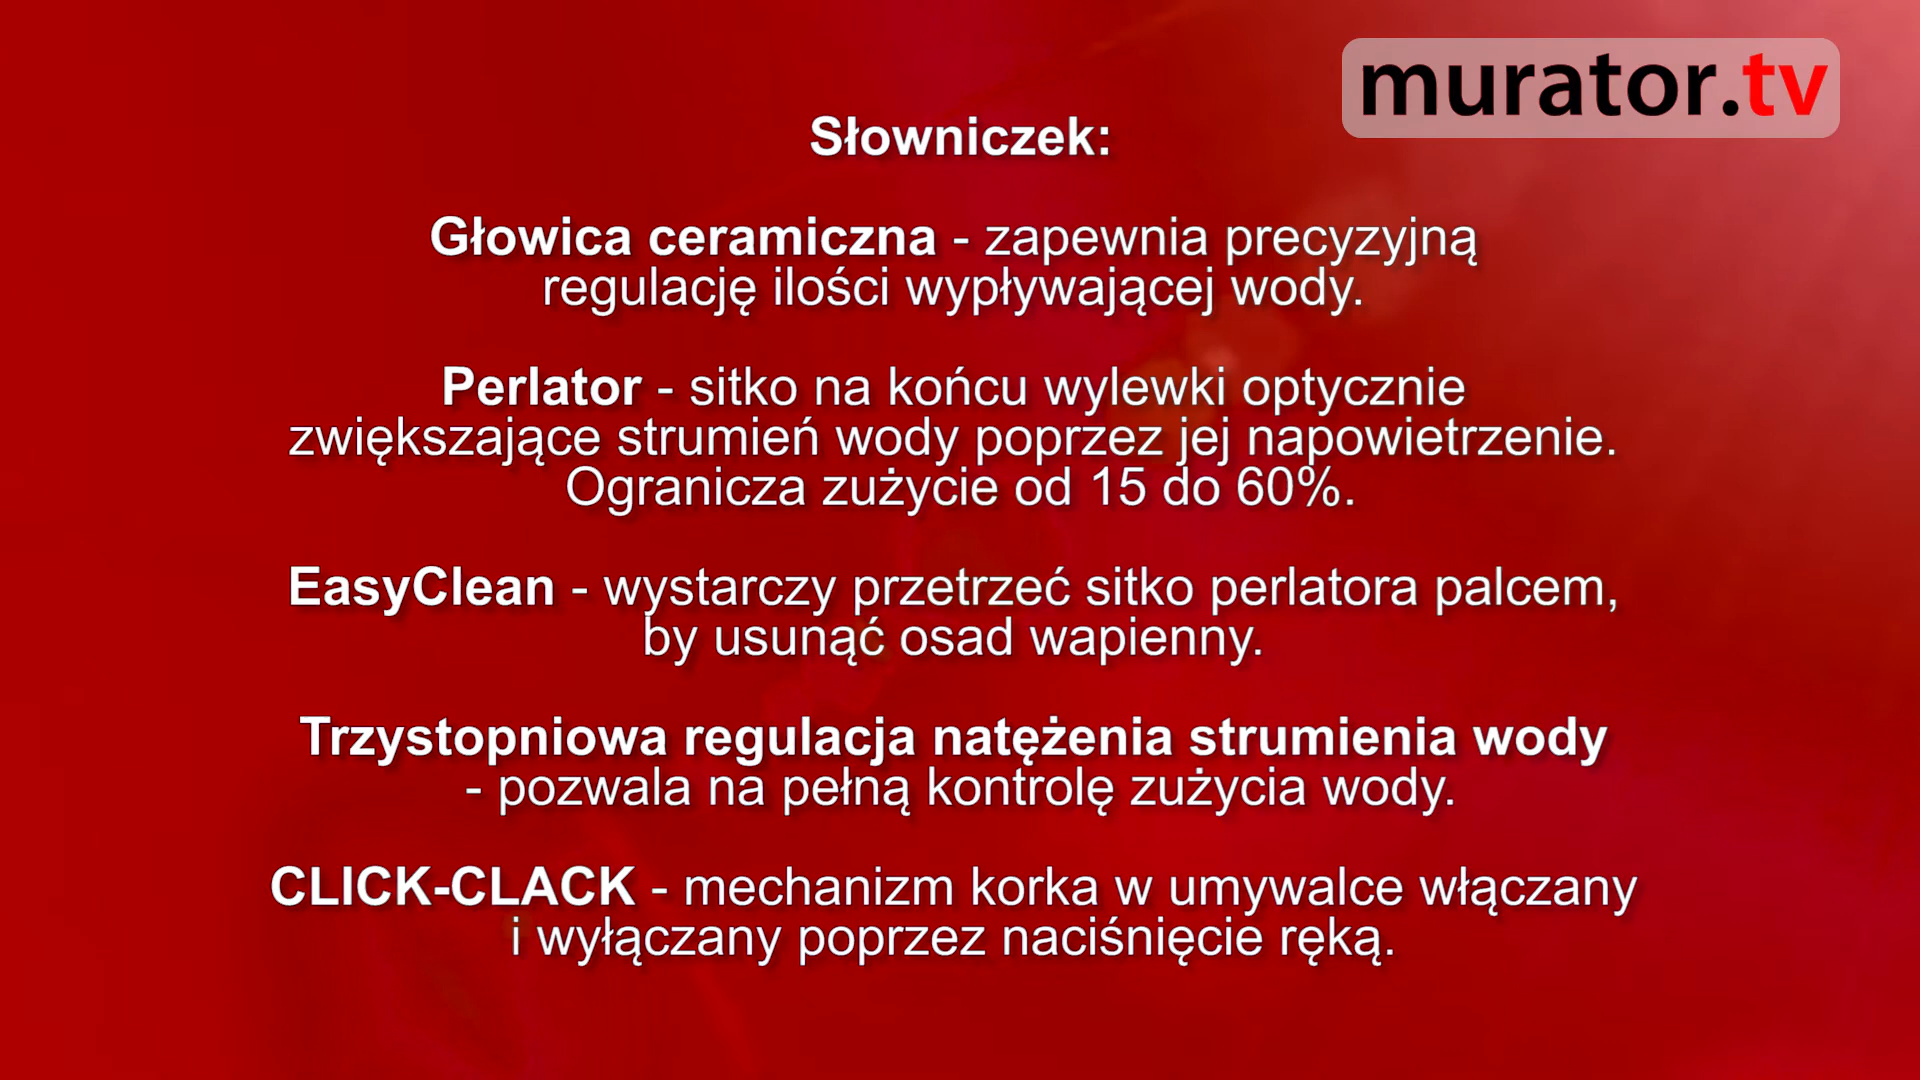 murator.tv
Słowniczek:
Głowica ceramiczna - zapewnia precyzyjną
regulację ilości wypływającej wody.
Perlator - sitko na końcu wylewki optycznie
zwiększające strumień wody poprzez jej napowietrzenie.
Ogranicza zużycie od 15 do 60%.
EasyClean - wystarczy przetrzeć sitko perlatora palcem,
by usunąć osad wapienny.
Trzystopniowa regulacja natężenia strumienia wody
- pozwala na pełną kontrolę zużycia wody.
CLICK-CLACK - mechanizm korka w umywalce włączany
i wyłączany poprzez naciśnięcie ręką.